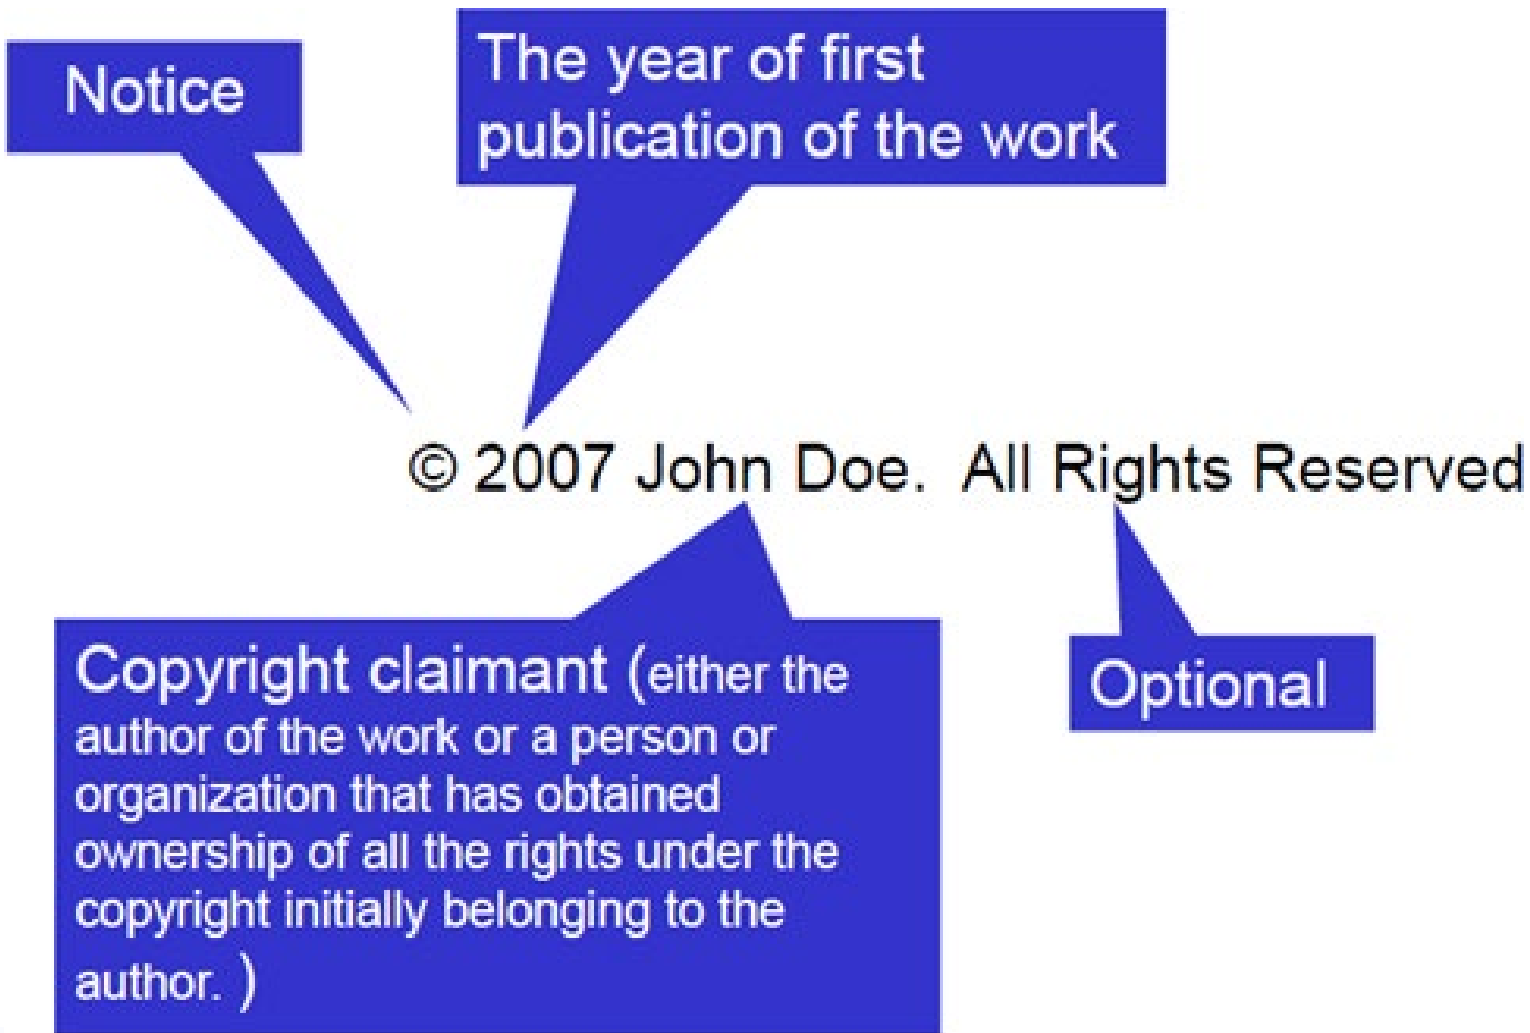 Notice
The year of first
publication of the work
© 2007 John Doe.  All Rights Reserved
Copyright claimant (either the
author of the work or a person or
organization that has obtained
ownership of all the rights under the
copyright initially belonging to the
author. )
Optional